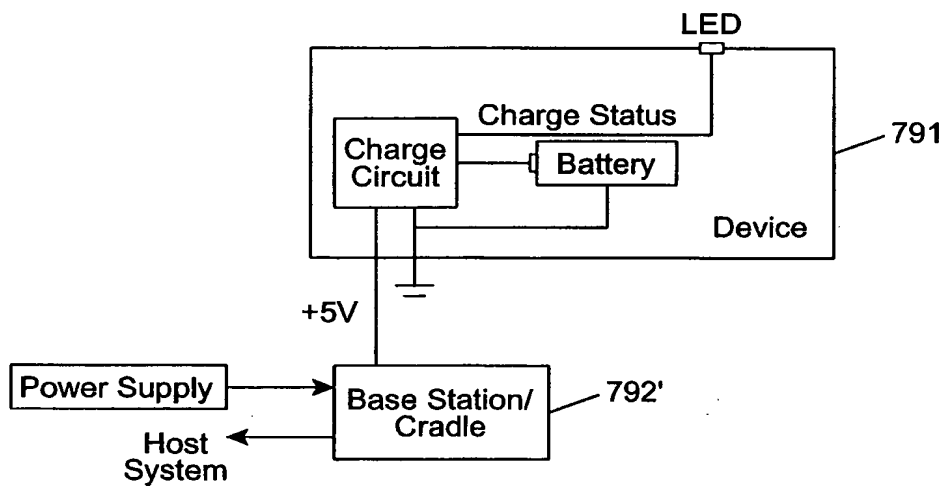 LED
Charge Status
791
Charge
Circuit
Battery
Device
+5V
Power Supply
Base Station/
Cradle
792'
Host
System